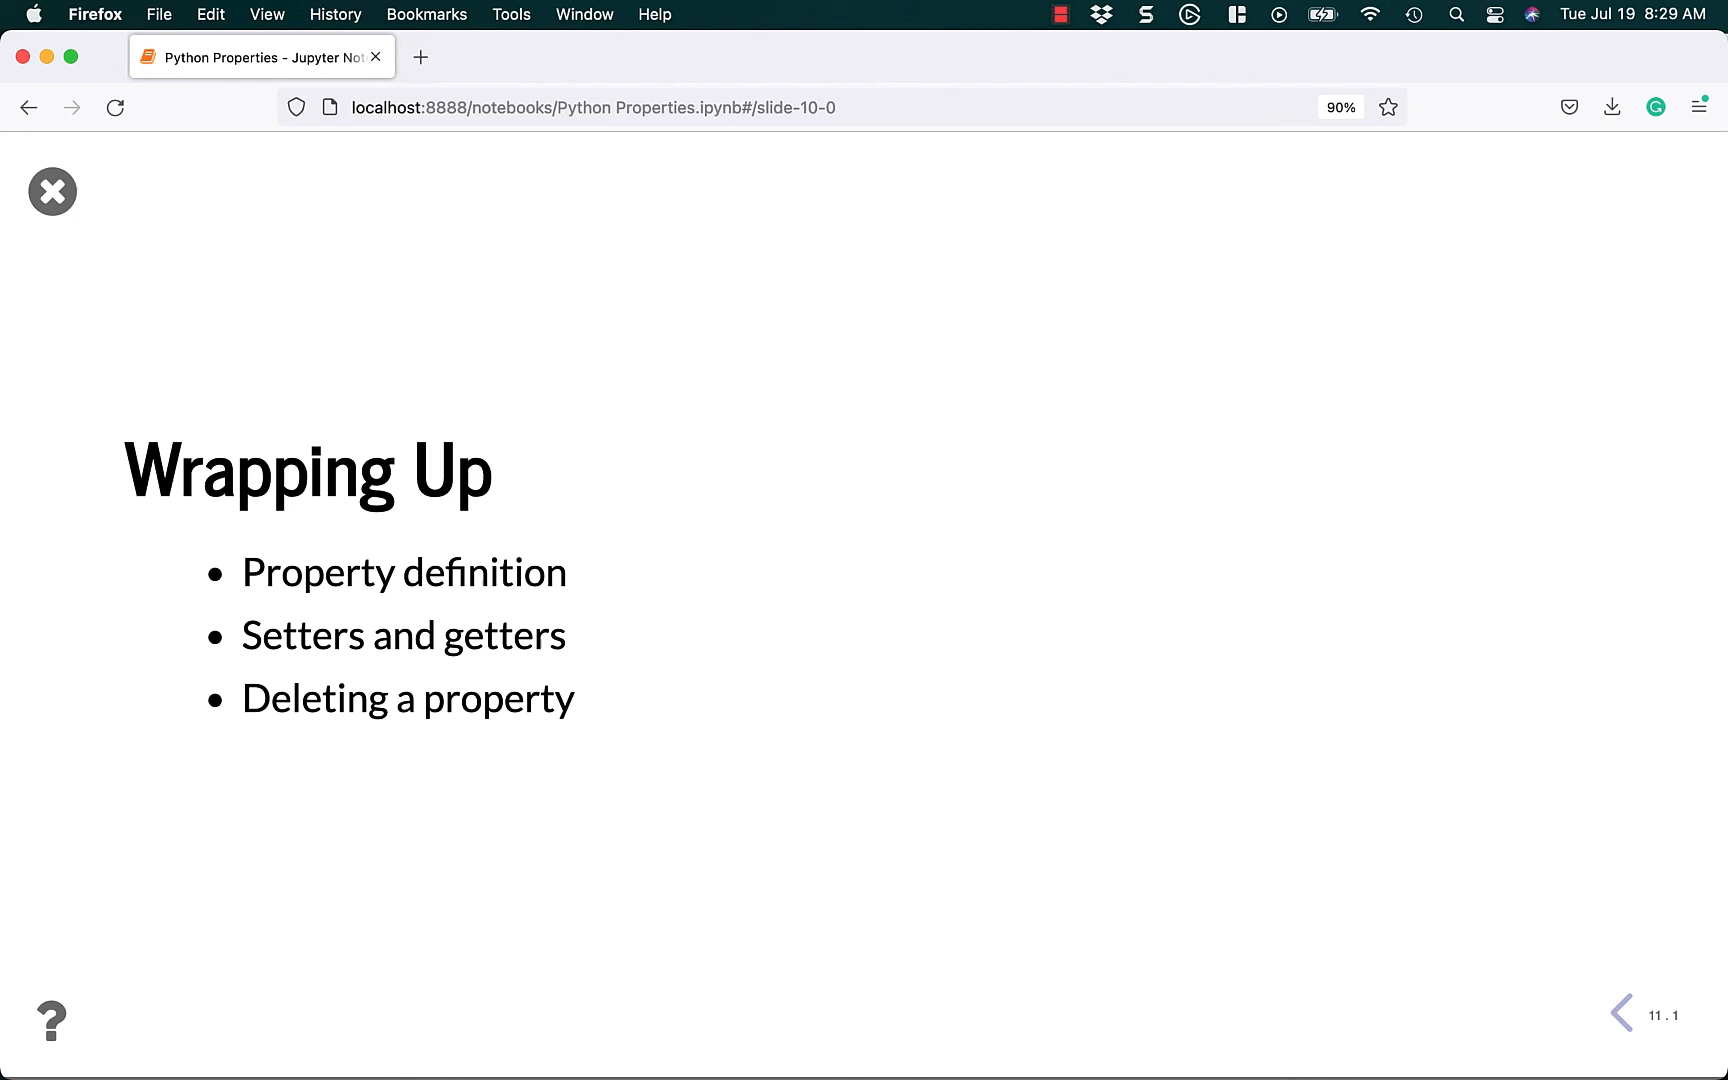 Firefox File Edit View History Bookmarks Tools Window Help Tue Jul 19 8:29 AM
Python Properties - Jupyter Not
localhost:8888/notebooks/Python Properties.ipynb#/slide-10-0 90%
Wrapping Up
• Property definition
• Setters and getters
• Deleting a property
? 11 . 1